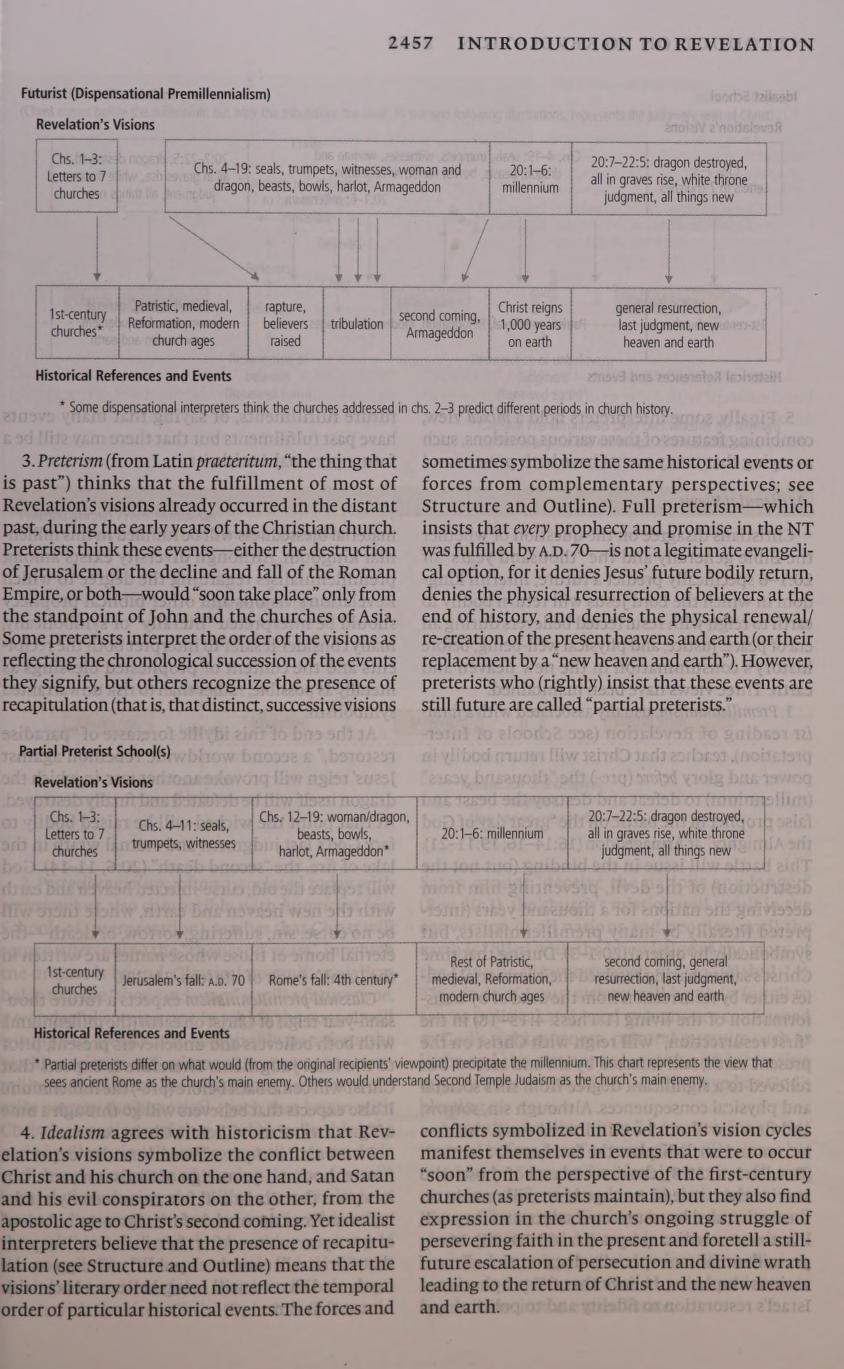 2457 INTRODUCTION TO REVELATION
Futurist (Dispensational Premillennialism)
Revelation's Visions
Chs. 1–3:
Letters to 7
churches
Chs. 4–19: seals, trumpets, witnesses, woman and
dragon, beasts, bowls, harlot, Armageddon
20:1–6:
millennium
20:7–22:5: dragon destroyed,
all in graves rise, white throne
judgment, all things new
1st-century
churches*
Patristic, medieval,
Reformation, modern
church ages
rapture,
believers
raised
tribulation
second coming,
Armageddon
Christ reigns
1,000 years
on earth
general resurrection,
last judgment, new
heaven and earth
Historical References and Events
* Some dispensational interpreters think the churches addressed in chs. 2–3 predict different periods in church history.
3. Preterism (from Latin praeteritum, “the thing that
is past”) thinks that the fulfillment of most of
Revelation's visions already occurred in the distant
past, during the early years of the Christian church.
Preterists think these events—either the destruction
of Jerusalem or the decline and fall of the Roman
Empire, or both—would “soon take place” only from
the standpoint of John and the churches of Asia.
Some preterists interpret the order of the visions as
reflecting the chronological succession of the events
they signify, but others recognize the presence of
recapitulation (that is, that distinct, successive visions
sometimes symbolize the same historical events or
forces from complementary perspectives; see
Structure and Outline). Full preterism—which
insists that every prophecy and promise in the NT
was fulfilled by A.D. 70—is not a legitimate evangeli-
cal option, for it denies Jesus' future bodily return,
denies the physical resurrection of believers at the
end of history, and denies the physical renewal/
re-creation of the present heavens and earth (or their
replacement by a “new heaven and earth”). However,
preterists who (rightly) insist that these events are
still future are called “partial preterists.”
Partial Preterist School(s)
Revelation's Visions
Chs. 1–3:
Letters to 7
churches
Chs. 4–11: seals,
trumpets, witnesses
Chs. 12–19: woman/dragon,
beasts, bowls,
harlot, Armageddon*
20:1–6: millennium
20:7–22:5: dragon destroyed,
all in graves rise, white throne
judgment, all things new
1st-century
churches
Jerusalem's fall: A.D. 70
Rome's fall: 4th century*
Rest of Patristic,
medieval, Reformation,
modern church ages
second coming, general
resurrection, last judgment,
new heaven and earth
Historical References and Events
* Partial preterists differ on what would (from the original recipients' viewpoint) precipitate the millennium. This chart represents the view that
sees ancient Rome as the church's main enemy. Others would understand Second Temple Judaism as the church's main enemy.
4. Idealism agrees with historicism that Rev-
elation's visions symbolize the conflict between
Christ and his church on the one hand, and Satan
and his evil conspirators on the other, from the
apostolic age to Christ's second coming. Yet idealist
interpreters believe that the presence of recapitu-
lation (see Structure and Outline) means that the
visions' literary order need not reflect the temporal
order of particular historical events. The forces and
conflicts symbolized in Revelation's vision cycles
manifest themselves in events that were to occur
“soon” from the perspective of the first-century
churches (as preterists maintain), but they also find
expression in the church's ongoing struggle of
persevering faith in the present and foretell a still-
future escalation of persecution and divine wrath
leading to the return of Christ and the new heaven
and earth.